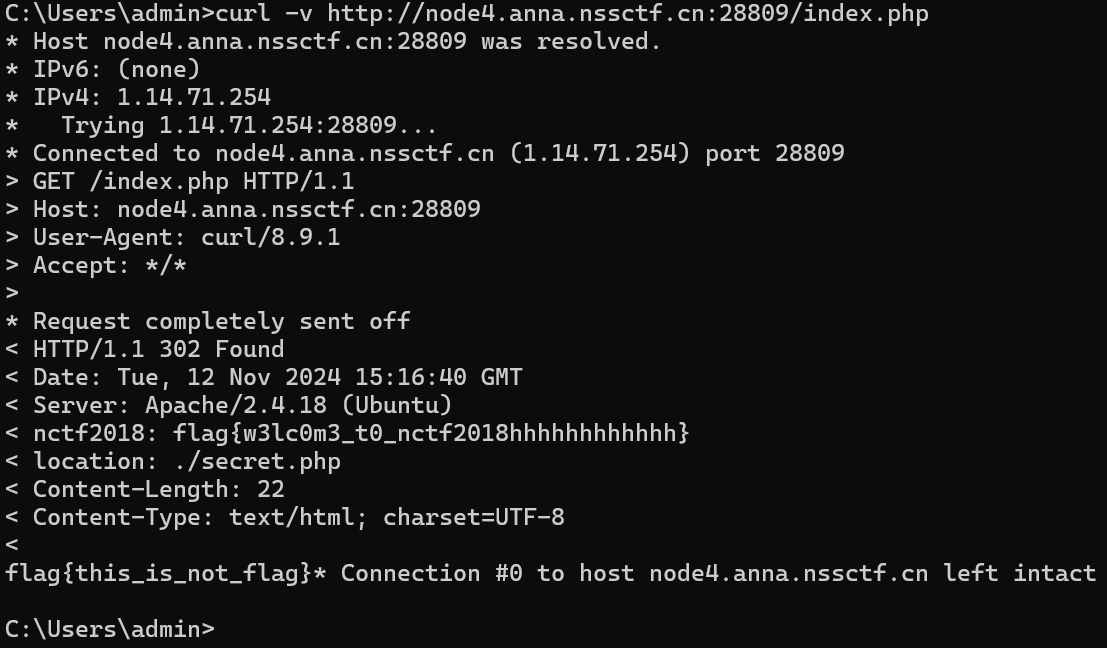 C:\Users\admin>curl -v http://node4.anna.nssctf.cn:28809/index.php
* Host node4.anna.nssctf.cn:28809 was resolved.
* IPv6: (none)
* IPv4: 1.14.71.254
*   Trying 1.14.71.254:28809...
* Connected to node4.anna.nssctf.cn (1.14.71.254) port 28809
> GET /index.php HTTP/1.1
> Host: node4.anna.nssctf.cn:28809
> User-Agent: curl/8.9.1
> Accept: */*
>
* Request completely sent off
< HTTP/1.1 302 Found
< Date: Tue, 12 Nov 2024 15:16:40 GMT
< Server: Apache/2.4.18 (Ubuntu)
< nctf2018: flag{w3lc0m3_t0_nctf2018hhhhhhhhhhhh}
< location: ./secret.php
< Content-Length: 22
< Content-Type: text/html; charset=UTF-8
<
flag{this_is_not_flag}* Connection #0 to host node4.anna.nssctf.cn left intact
C:\Users\admin>